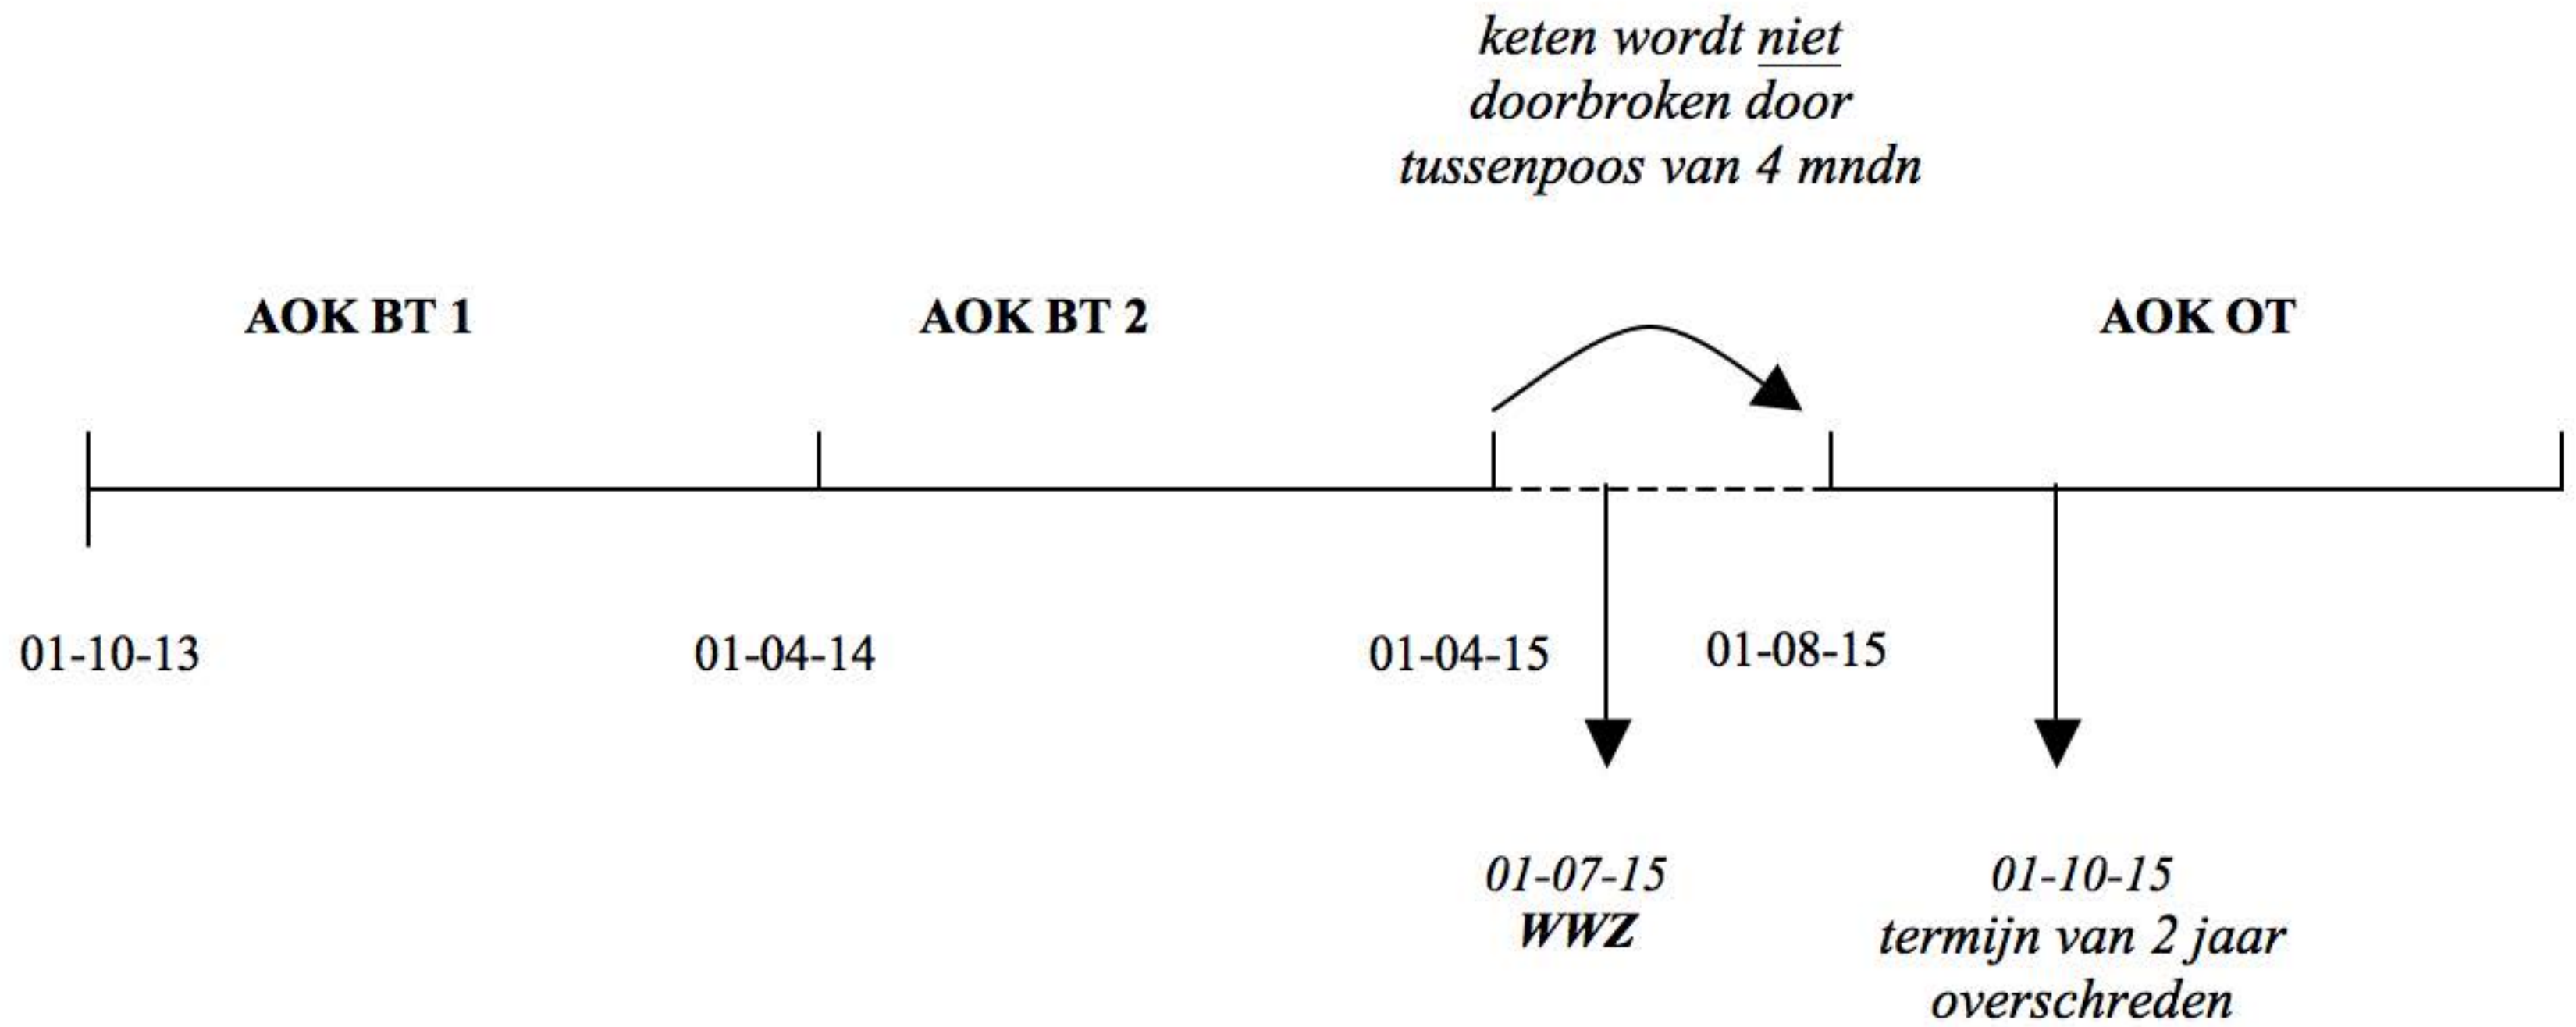 keten wordt niet
doorbroken door
tussenpoos van 4 mndn
AOK BT 1
AOK BT 2
AOK OT
01-10-13
01-04-14
01-04-15
01-08-15
01-07-15
WWZ
01-10-15
termijn van 2 jaar
overschreden